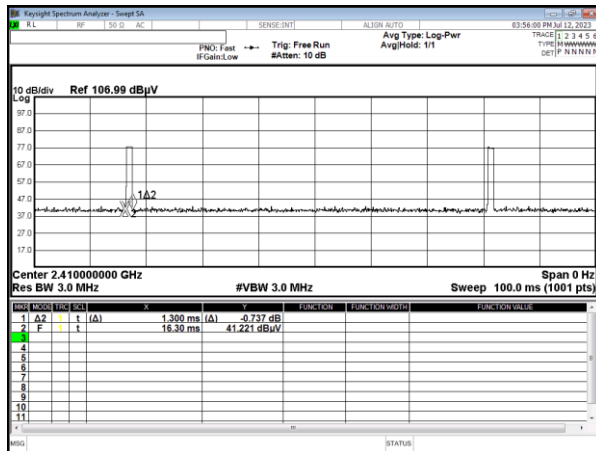 Keysight Spectrum Analyzer - Swept SA
RL RF 50 Ω AC SENSE:INT ALIGN AUTO 03:56:00 PM Jul 12, 2023
Avg Type: Log-Pwr TRACE 1 2 3 4 5 6
PNO: Fast Trig: Free Run Avg|Hold: 1/1 TYPE M W W W W W
IFGain:Low #Atten: 10 dB DET P N N N N N
10 dB/div Ref 106.99 dBµV
Log
97.0
87.0
77.0
67.0
57.0
47.0
1Δ2
37.0
2
27.0
17.0
Center 2.410000000 GHz Span 0 Hz
Res BW 3.0 MHz #VBW 3.0 MHz Sweep 100.0 ms (1001 pts)
MKR MODE TRC SCL X Y FUNCTION FUNCTION WIDTH FUNCTION VALUE
1 Δ2 1 t (Δ) 1.300 ms (Δ) -0.737 dB
2 F 1 t 16.30 ms 41.221 dBµV
3
4
5
6
7
8
9
10
11
MSG STATUS